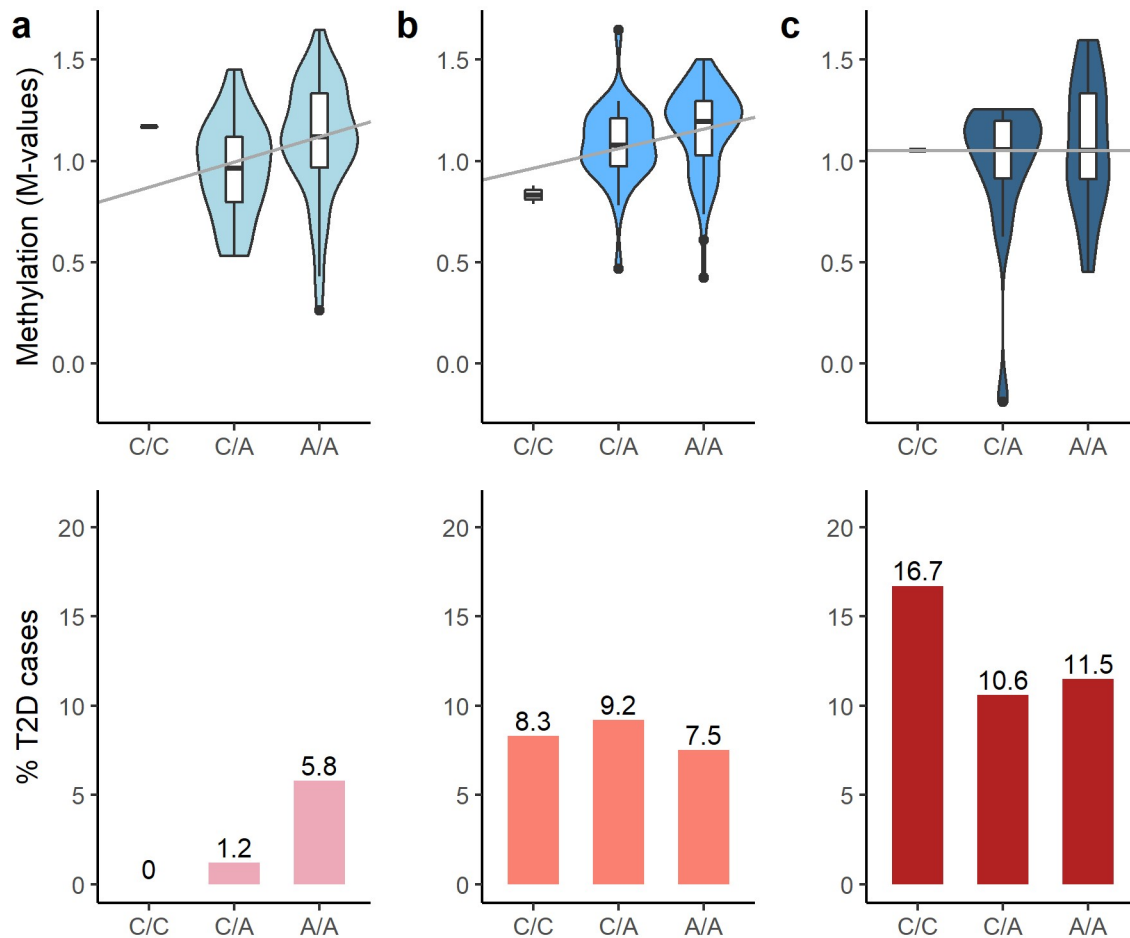 a b c
Methylation (M-values)
1.5 1.5 1.5
1.0 1.0 1.0
0.5 0.5 0.5
0.0 0.0 0.0
C/C C/A A/A C/C C/A A/A C/C C/A A/A
% T2D cases
20 20 20
15 15 15
10 10 10
5 5 5
0 0 0
0 1.2 5.8
8.3 9.2 7.5
16.7 10.6 11.5
C/C C/A A/A C/C C/A A/A C/C C/A A/A